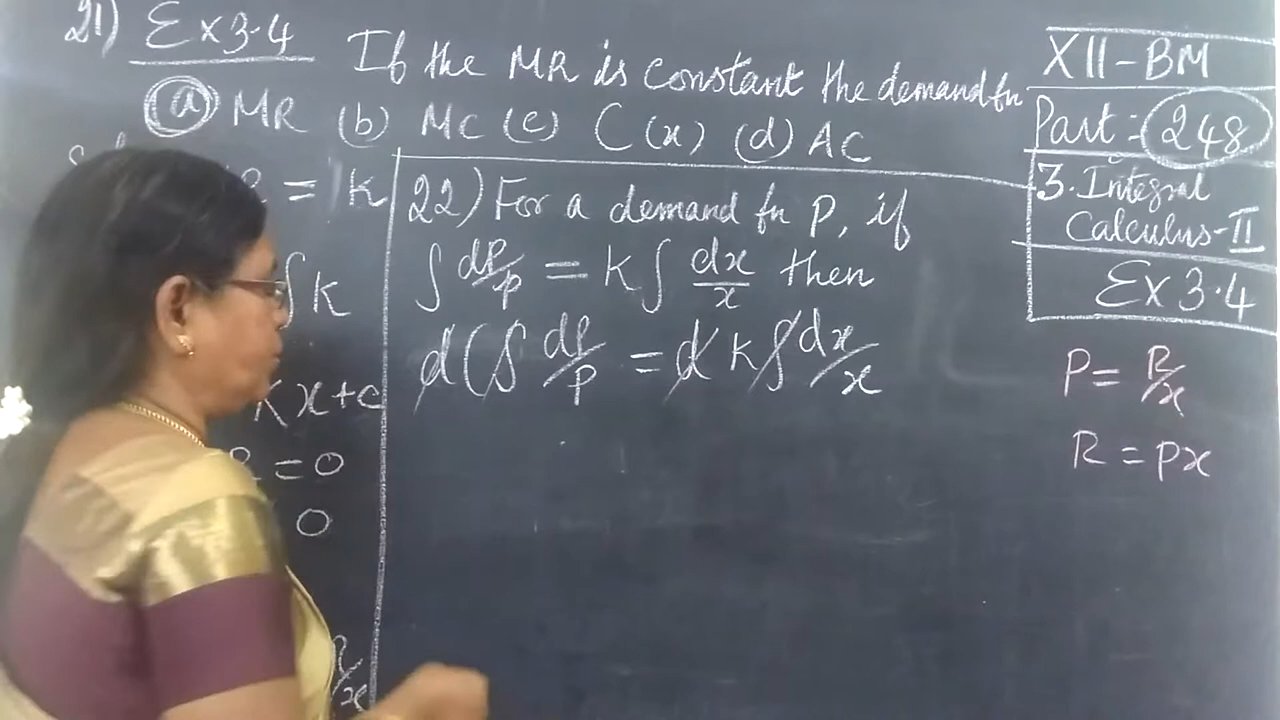 21) Ex 3.4 If the MR is constant the demand fn
(a) MR (b) MC (c) C(x) (d) AC
= k
∫ k
Kx+c
= 0
0
R/x
22) For a demand fn P, if
∫ dP/P = k ∫ dx/x then
d(∫ dP/P = d k ∫ dx/x
XII-BM
Part: 248
3. Integral
Calculus-II
Ex 3.4
P = R/x
R = Px